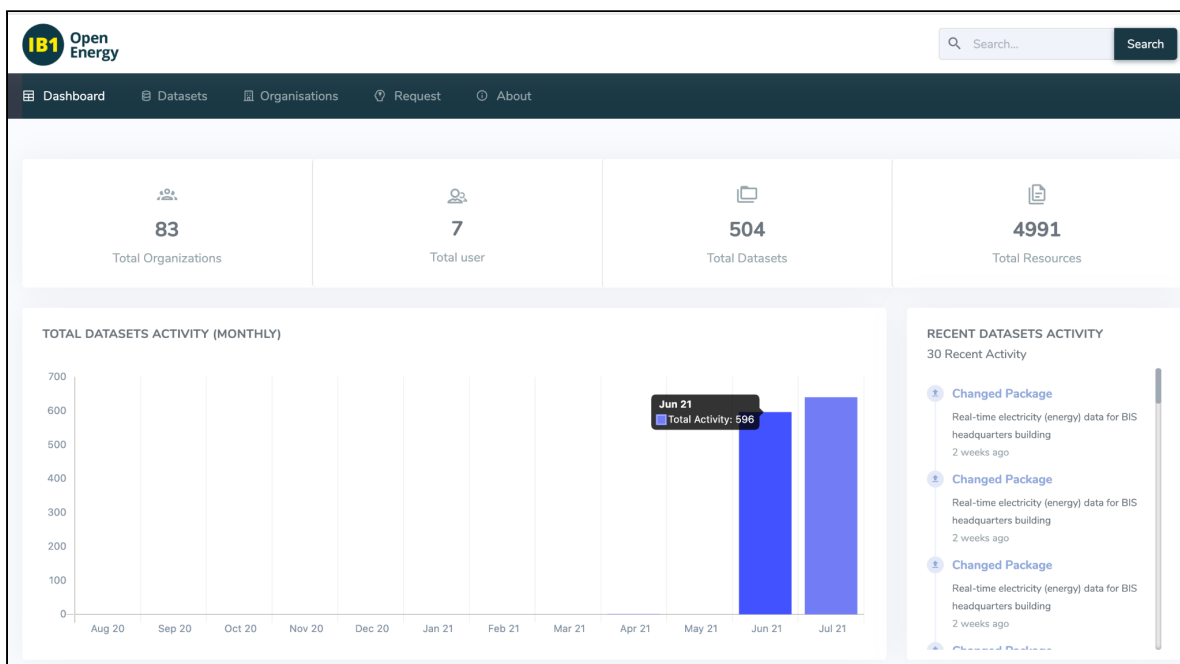 IB1
Open
Energy
Search...
Search
Dashboard
Datasets
Organisations
Request
About
83
Total Organizations
7
Total user
504
Total Datasets
4991
Total Resources
TOTAL DATASETS ACTIVITY (MONTHLY)
700
600
500
400
300
200
100
0
Jun 21
Total Activity: 596
Aug 20
Sep 20
Oct 20
Nov 20
Dec 20
Jan 21
Feb 21
Mar 21
Apr 21
May 21
Jun 21
Jul 21
RECENT DATASETS ACTIVITY
30 Recent Activity
Changed Package
Real-time electricity (energy) data for BIS
headquarters building
2 weeks ago
Changed Package
Real-time electricity (energy) data for BIS
headquarters building
2 weeks ago
Changed Package
Real-time electricity (energy) data for BIS
headquarters building
2 weeks ago
Changed Package